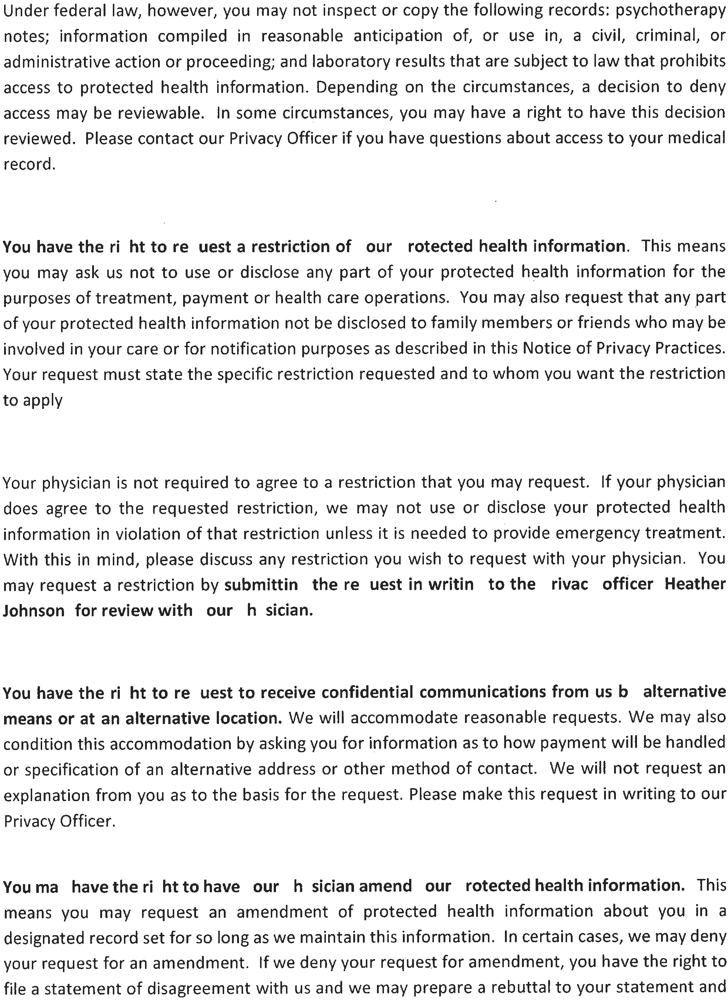 Under federal law, however, you may not inspect or copy the following records: psychotherapy
notes; information compiled in reasonable anticipation of, or use in, a civil, criminal, or
administrative action or proceeding; and laboratory results that are subject to law that prohibits
access to protected health information. Depending on the circumstances, a decision to deny
access may be reviewable. In some circumstances, you may have a right to have this decision
reviewed. Please contact our Privacy Officer if you have questions about access to your medical
record.
You have the ri ht to re uest a restriction of our rotected health information. This means
you may ask us not to use or disclose any part of your protected health information for the
purposes of treatment, payment or health care operations. You may also request that any part
of your protected health information not be disclosed to family members or friends who may be
involved in your care or for notification purposes as described in this Notice of Privacy Practices.
Your request must state the specific restriction requested and to whom you want the restriction
to apply
Your physician is not required to agree to a restriction that you may request. If your physician
does agree to the requested restriction, we may not use or disclose your protected health
information in violation of that restriction unless it is needed to provide emergency treatment.
With this in mind, please discuss any restriction you wish to request with your physician. You
may request a restriction by submittin the re uest in writin to the rivac officer Heather
Johnson for review with our h sician.
You have the ri ht to re uest to receive confidential communications from us b alternative
means or at an alternative location. We will accommodate reasonable requests. We may also
condition this accommodation by asking you for information as to how payment will be handled
or specification of an alternative address or other method of contact. We will not request an
explanation from you as to the basis for the request. Please make this request in writing to our
Privacy Officer.
You ma have the ri ht to have our h sician amend our rotected health information. This
means you may request an amendment of protected health information about you in a
designated record set for so long as we maintain this information. In certain cases, we may deny
your request for an amendment. If we deny your request for amendment, you have the right to
file a statement of disagreement with us and we may prepare a rebuttal to your statement and